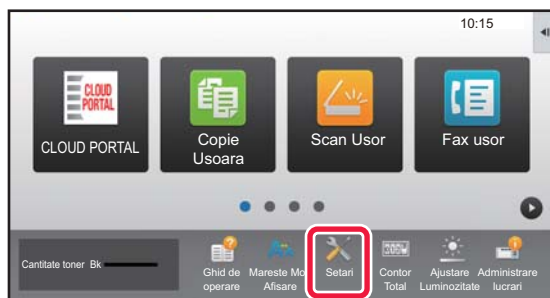 10:15
CLOUD
PORTAL
CLOUD PORTAL
Copie
Usoara
Scan Usor
Fax usor
Cantitate toner Bk
Ghid de
operare
Mareste Mo
Afisare
Setari
Contor
Total
Ajustare
Luminozitate
Administrare
lucrari